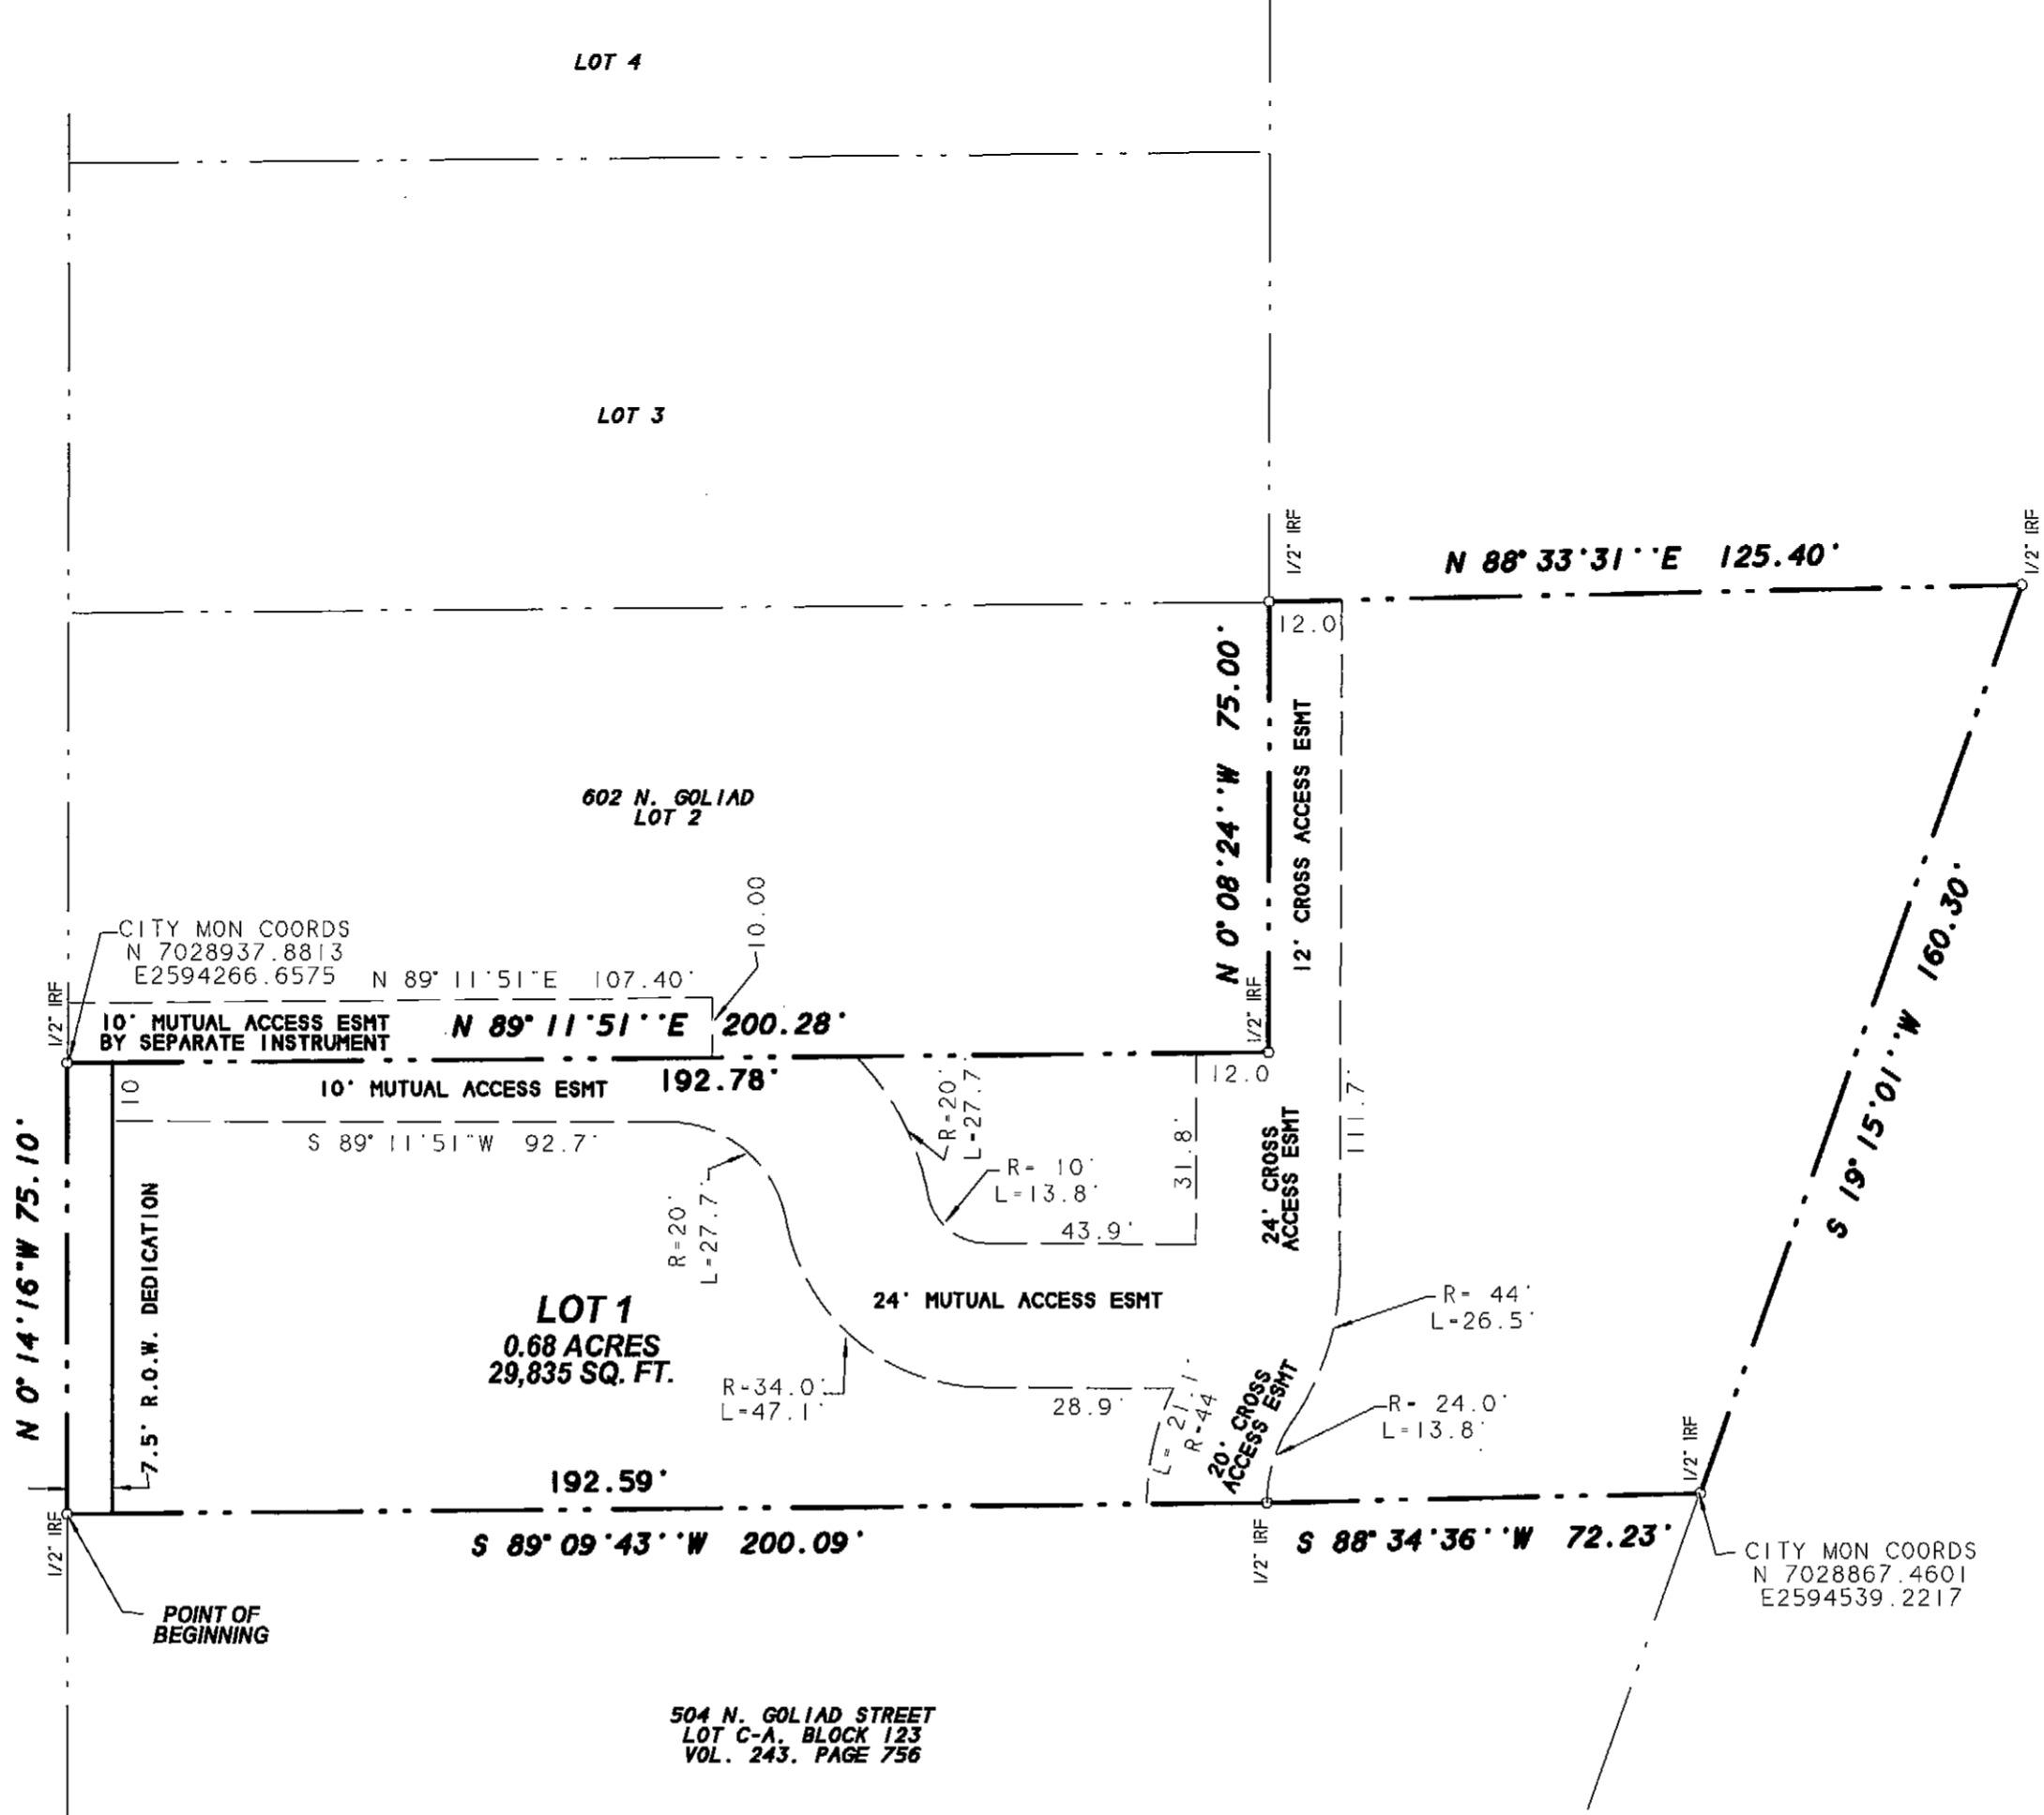 LOT 4
LOT 3
1/2" IRF
N 88° 33'31''E 125.40'
1/2" IRF
12.0
N 0° 08'24''W 75.00'
12' CROSS ACCESS ESMT
602 N. GOLIAD
LOT 2
CITY MON COORDS
N 7028937.8813
E2594266.6575
N 89° 11'51"E 107.40'
10.00
1/2" IRF
10' MUTUAL ACCESS ESMT
BY SEPARATE INSTRUMENT
N 89° 11'51''E 200.28'
1/2" IRF
10
10' MUTUAL ACCESS ESMT
192.78'
12.0
S 89° 11'51"W 92.7'
R=20'
L=27.7'
R=20'
L=27.7'
R= 10'
L=13.8'
31.8'
43.9'
24' CROSS
ACCESS ESMT
111.7'
S 19° 15'01''W 160.30'
N 0° 14'16"W 75.10'
7.5' R.O.W. DEDICATION
LOT 1
0.68 ACRES
29,835 SQ. FT.
24' MUTUAL ACCESS ESMT
R= 44'
L=26.5'
R=34.0'
L=47.1'
28.9'
L= 21.1'
R=44'
20' CROSS
ACCESS ESMT
R= 24.0'
L=13.8'
1/2" IRF
192.59'
1/2" IRF
S 89° 09'43''W 200.09'
1/2" IRF
S 88° 34'36''W 72.23'
CITY MON COORDS
N 7028867.4601
E2594539.2217
POINT OF
BEGINNING
504 N. GOLIAD STREET
LOT C-A. BLOCK 123
VOL. 243. PAGE 756